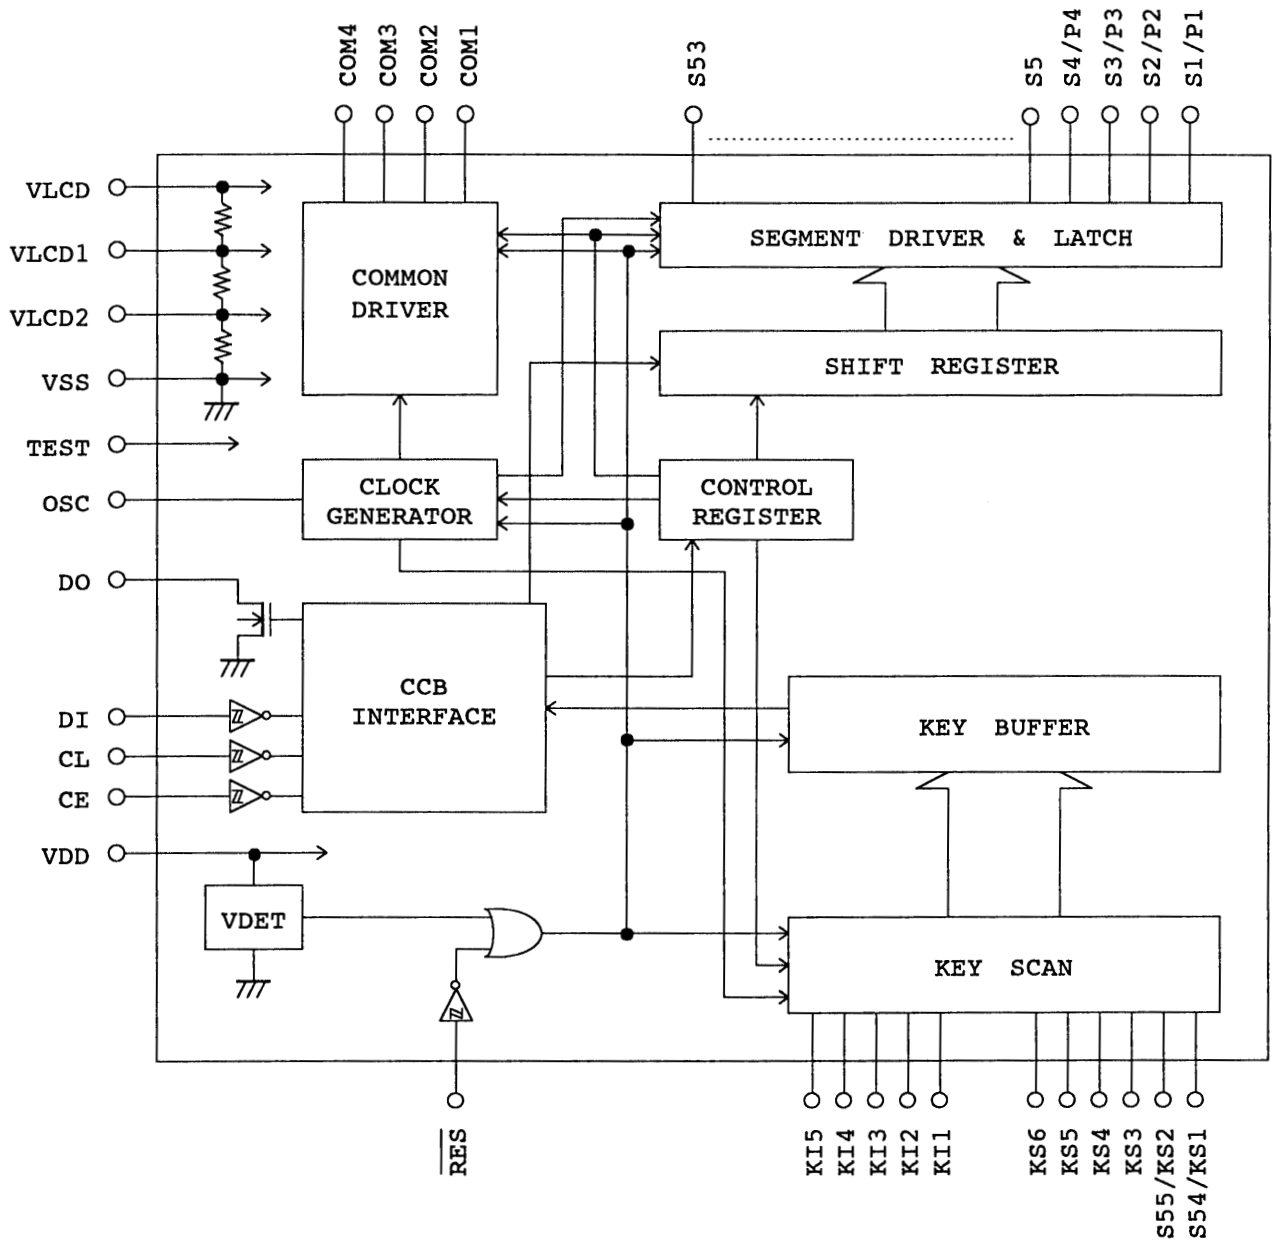 COM4
COM3
COM2
COM1
S53
S5
S4/P4
S3/P3
S2/P2
S1/P1
VLCD
VLCD1
VLCD2
VSS
TEST
OSC
DO
DI
CL
CE
VDD
COMMON
DRIVER
SEGMENT DRIVER & LATCH
SHIFT REGISTER
CLOCK
GENERATOR
CONTROL
REGISTER
CCB
INTERFACE
KEY BUFFER
VDET
KEY SCAN
RES
KI5
KI4
KI3
KI2
KI1
KS6
KS5
KS4
KS3
S55/KS2
S54/KS1